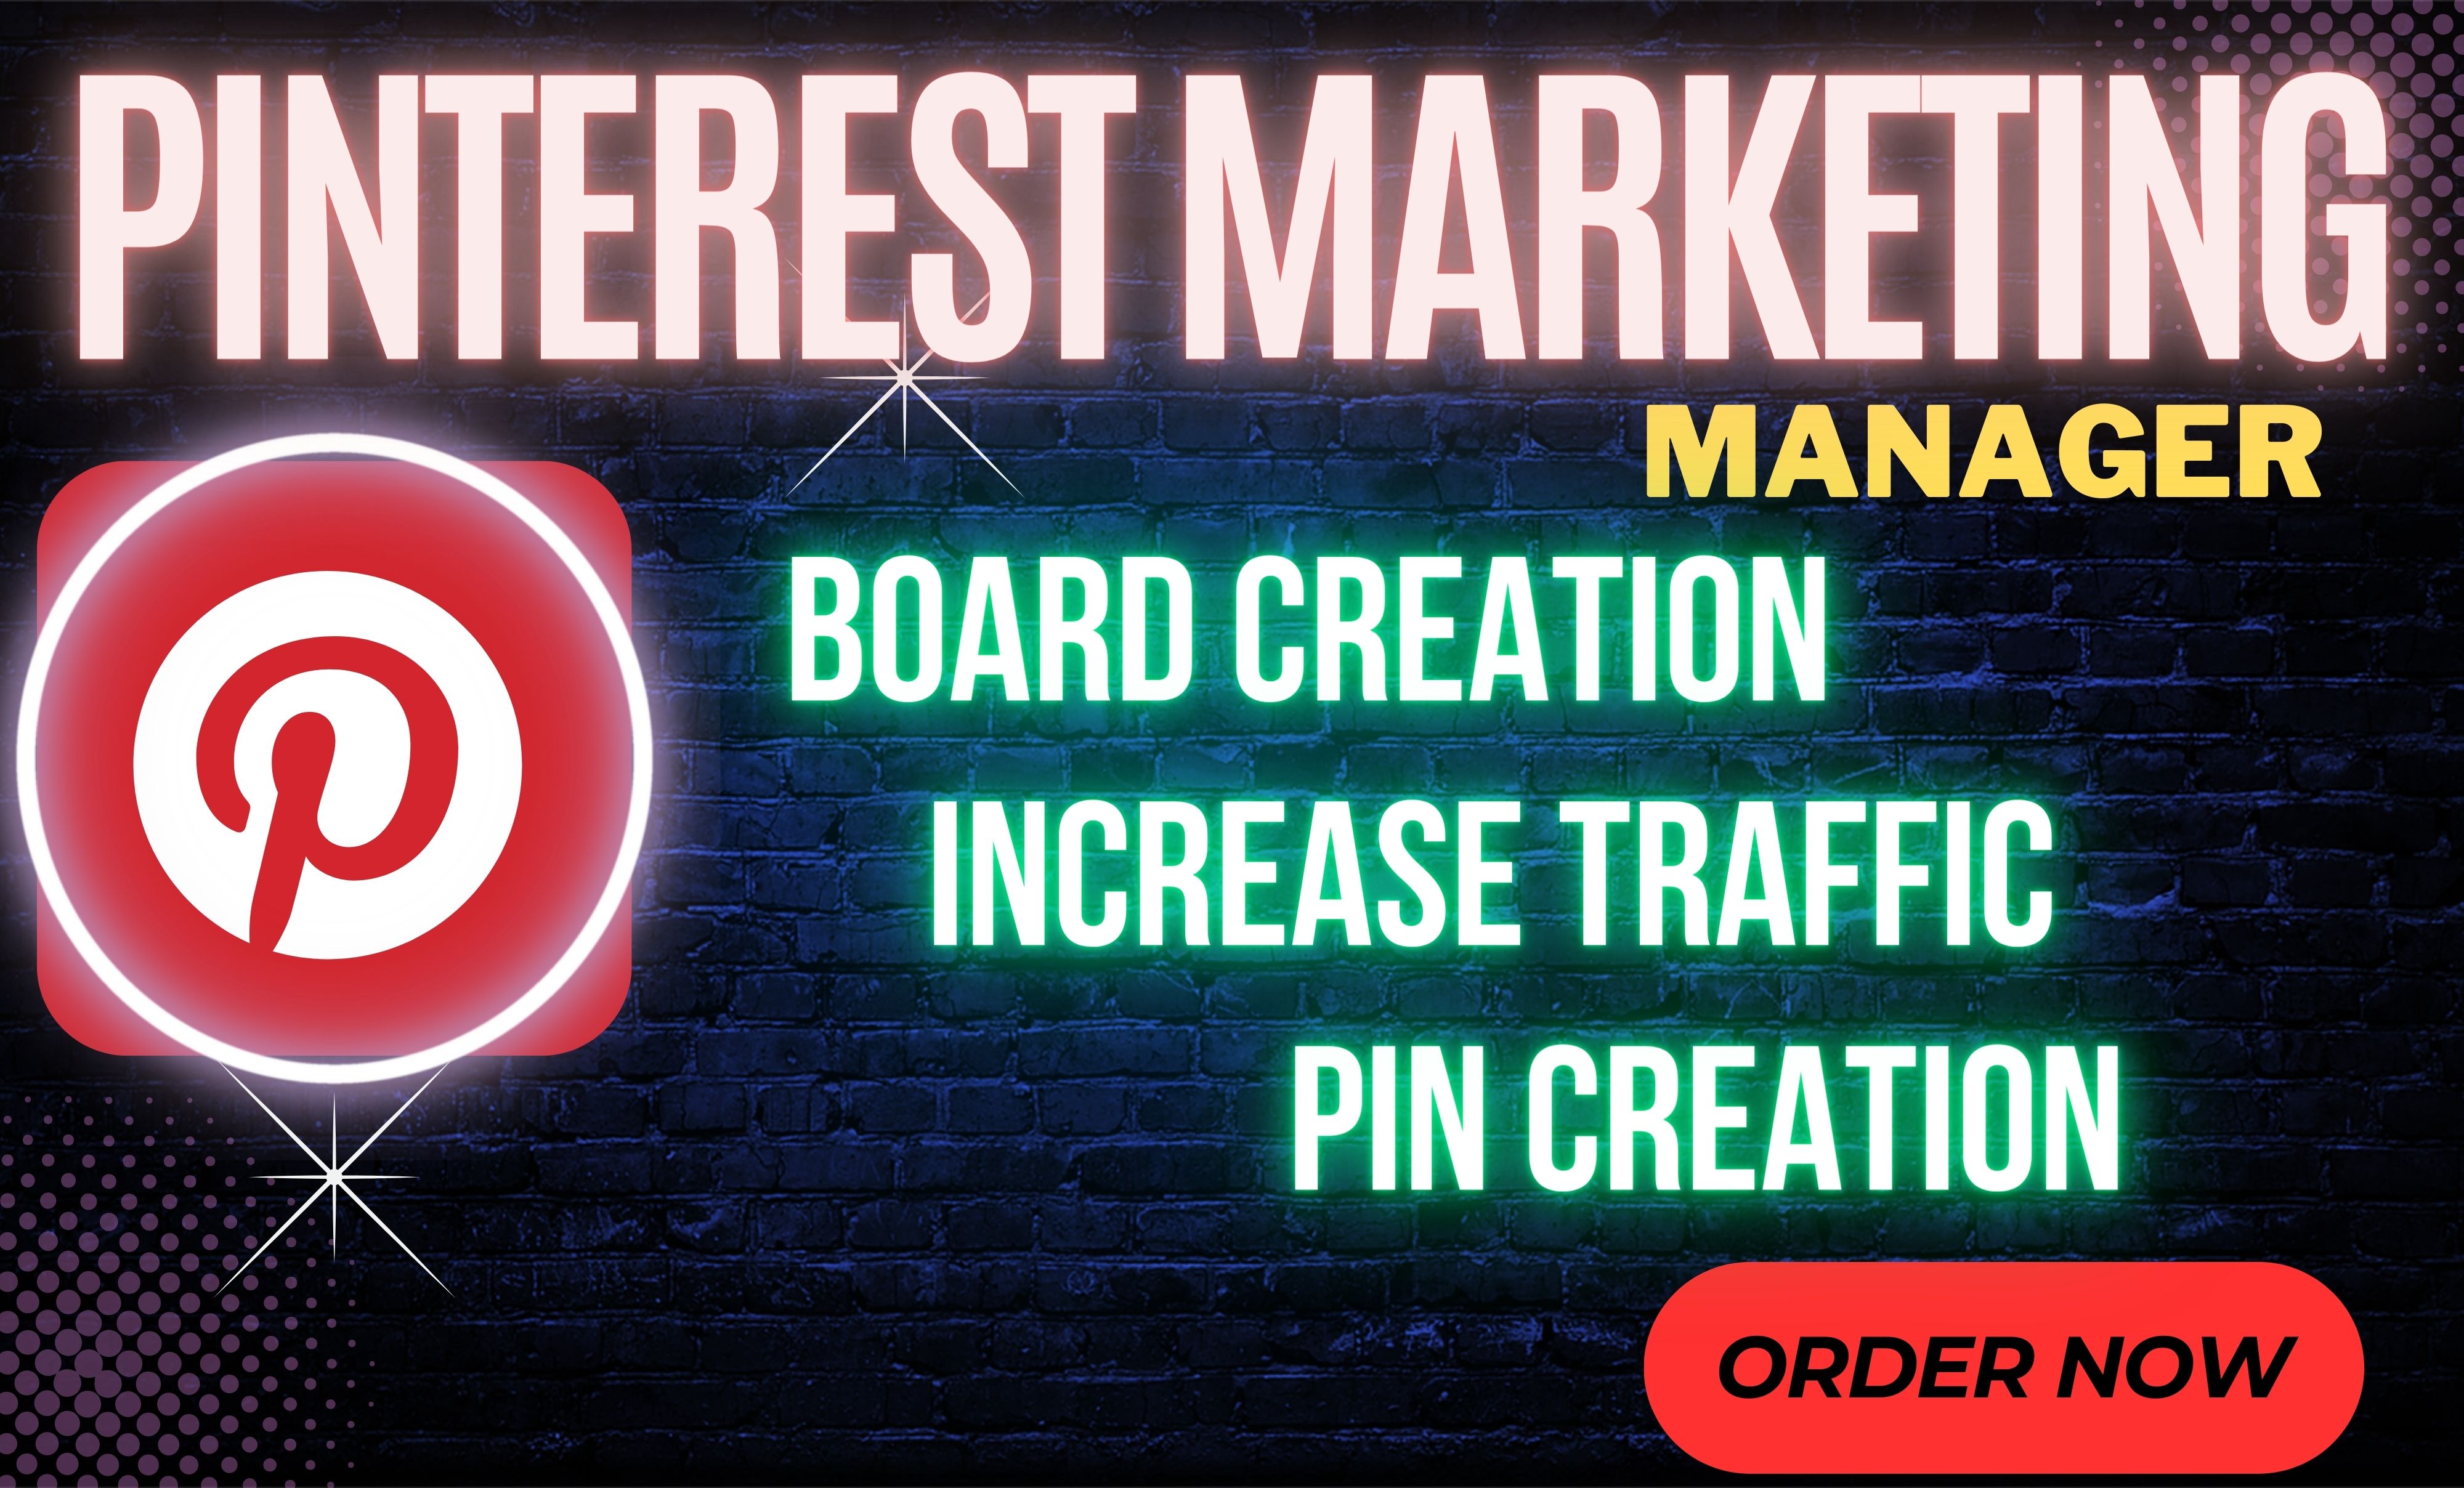 PINTEREST MARKETING
MANAGER
BOARD CREATION
INCREASE TRAFFIC
PIN CREATION
ORDER NOW